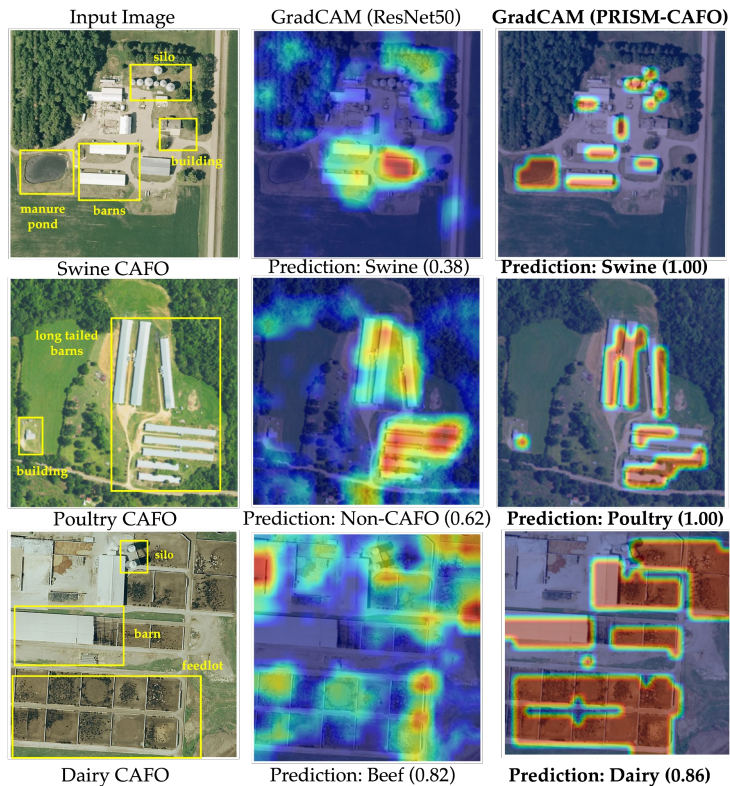 Input Image
GradCAM (ResNet50)
GradCAM (PRISM-CAFO)
silo
building
manure
pond
barns
Swine CAFO
Prediction: Swine (0.38)
Prediction: Swine (1.00)
long tailed
barns
building
Poultry CAFO
Prediction: Non-CAFO (0.62)
Prediction: Poultry (1.00)
silo
barn
feedlot
Dairy CAFO
Prediction: Beef (0.82)
Prediction: Dairy (0.86)